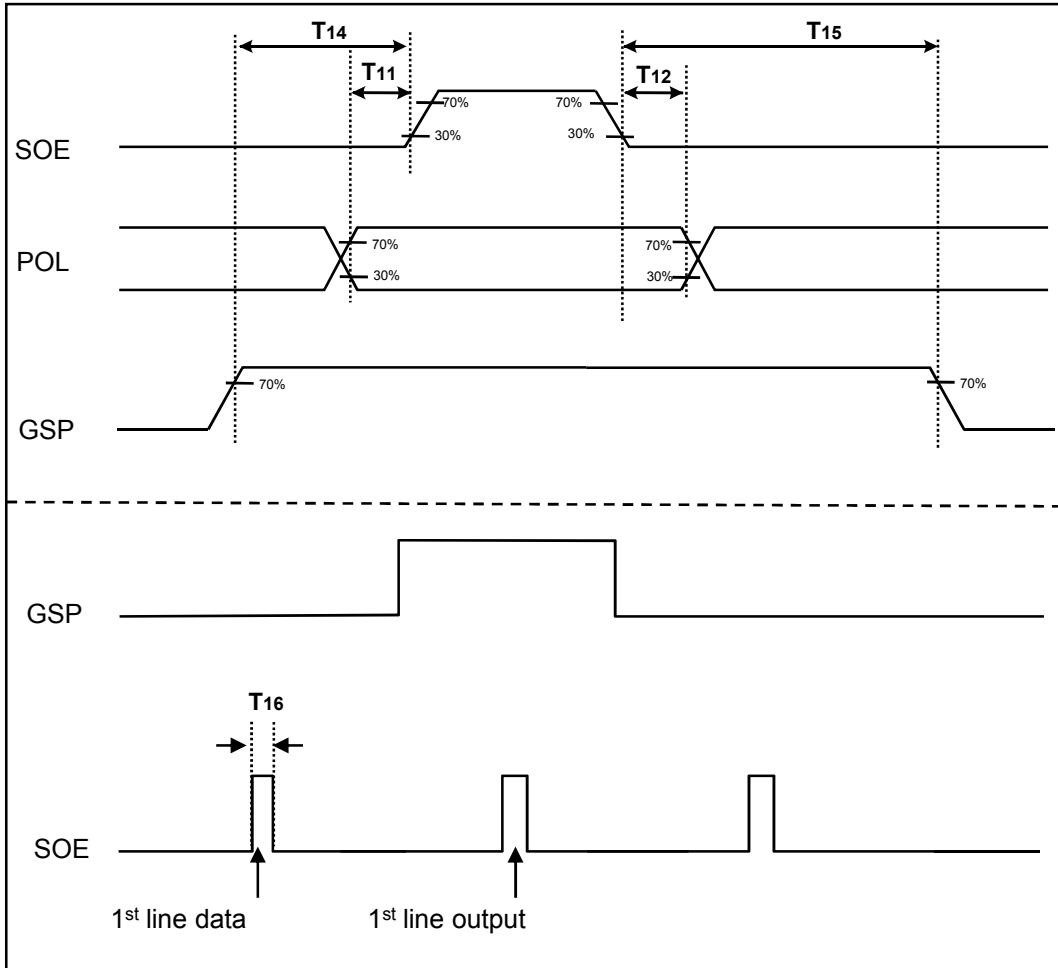 T14 T15
T11 T12
70% 70%
SOE 30% 30%
POL 70% 70%
30% 30%
70% 70%
GSP
GSP
T16
SOE
1st line data 1st line output